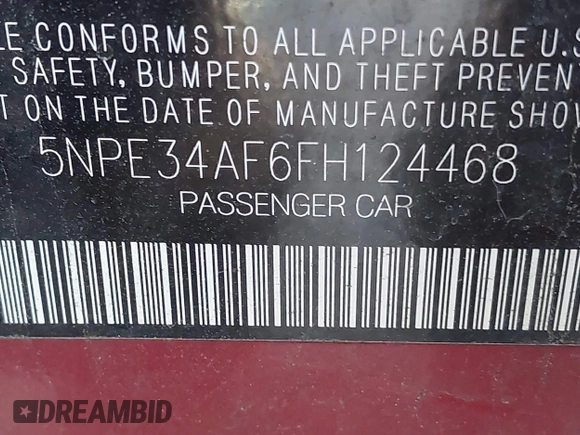 LE CONFORMS TO ALL APPLICABLE U.S
SAFETY, BUMPER, AND THEFT PREVEN
T ON THE DATE OF MANUFACTURE SHO
5NPE34AF6FH124468
PASSENGER CAR
DREAMBID